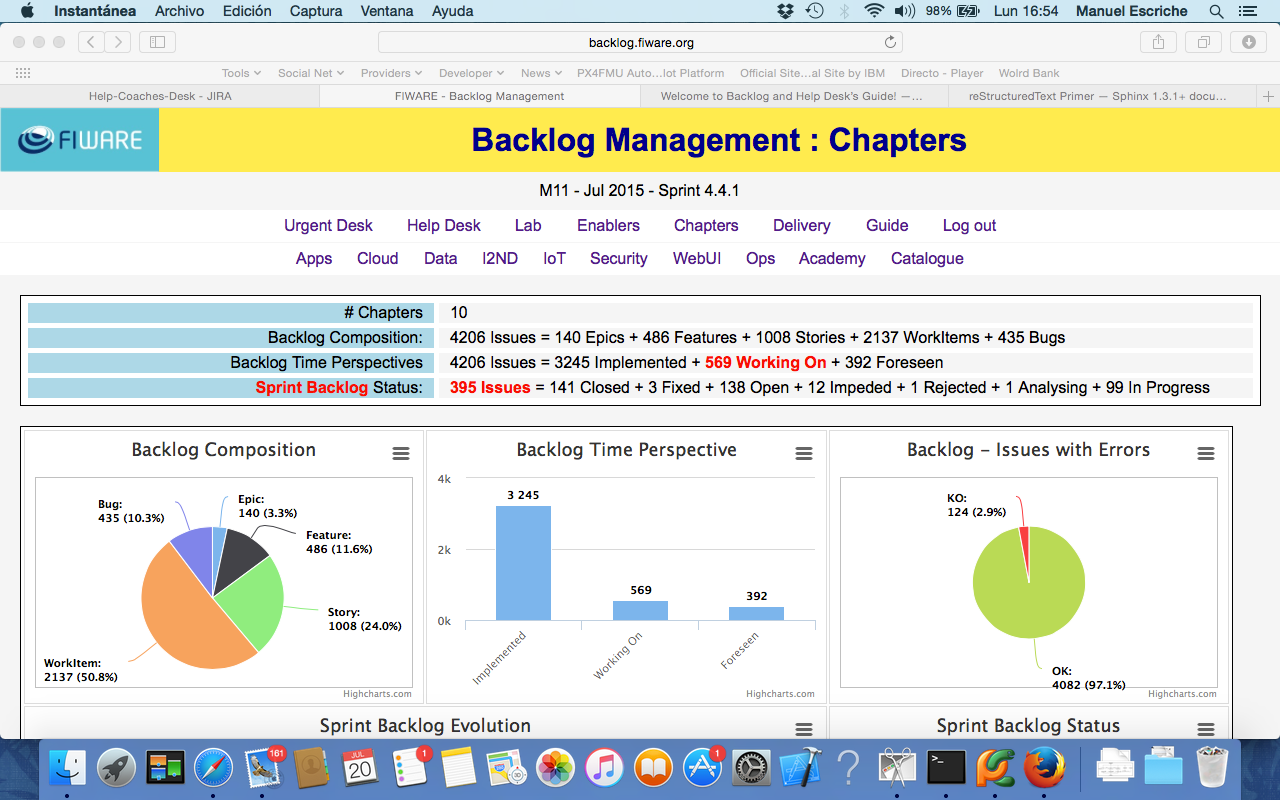 Instantánea Archivo Edición Captura Ventana Ayuda 98% Lun 16:54 Manuel Escriche
backlog.fiware.org
Tools Social Net Providers Developer News PX4FMU Auto...lot Platform Official Site...al Site by IBM Directo - Player Wolrd Bank
Help-Coaches-Desk - JIRA FIWARE - Backlog Management Welcome to Backlog and Help Desk's Guide! —... reStructuredText Primer — Sphinx 1.3.1+ docu...
FIWARE Backlog Management : Chapters
M11 - Jul 2015 - Sprint 4.4.1
Urgent Desk Help Desk Lab Enablers Chapters Delivery Guide Log out
Apps Cloud Data I2ND IoT Security WebUI Ops Academy Catalogue
# Chapters 10
Backlog Composition: 4206 Issues = 140 Epics + 486 Features + 1008 Stories + 2137 WorkItems + 435 Bugs
Backlog Time Perspectives 4206 Issues = 3245 Implemented + 569 Working On + 392 Foreseen
Sprint Backlog Status: 395 Issues = 141 Closed + 3 Fixed + 138 Open + 12 Impeded + 1 Rejected + 1 Analysing + 99 In Progress
Backlog Composition
Bug:
435 (10.3%)
Epic:
140 (3.3%)
Feature:
486 (11.6%)
Story:
1008 (24.0%)
WorkItem:
2137 (50.8%)
Highcharts.com
Backlog Time Perspective
4k
3 245
2k
569
392
0k
Implemented
Working On
Foreseen
Highcharts.com
Backlog – Issues with Errors
KO:
124 (2.9%)
OK:
4082 (97.1%)
Highcharts.com
Sprint Backlog Evolution Sprint Backlog Status
161
JUL
20
1
1